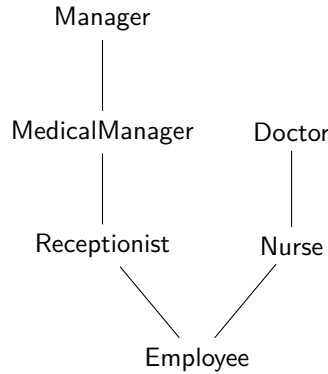 Manager
MedicalManager
Doctor
Receptionist
Nurse
Employee